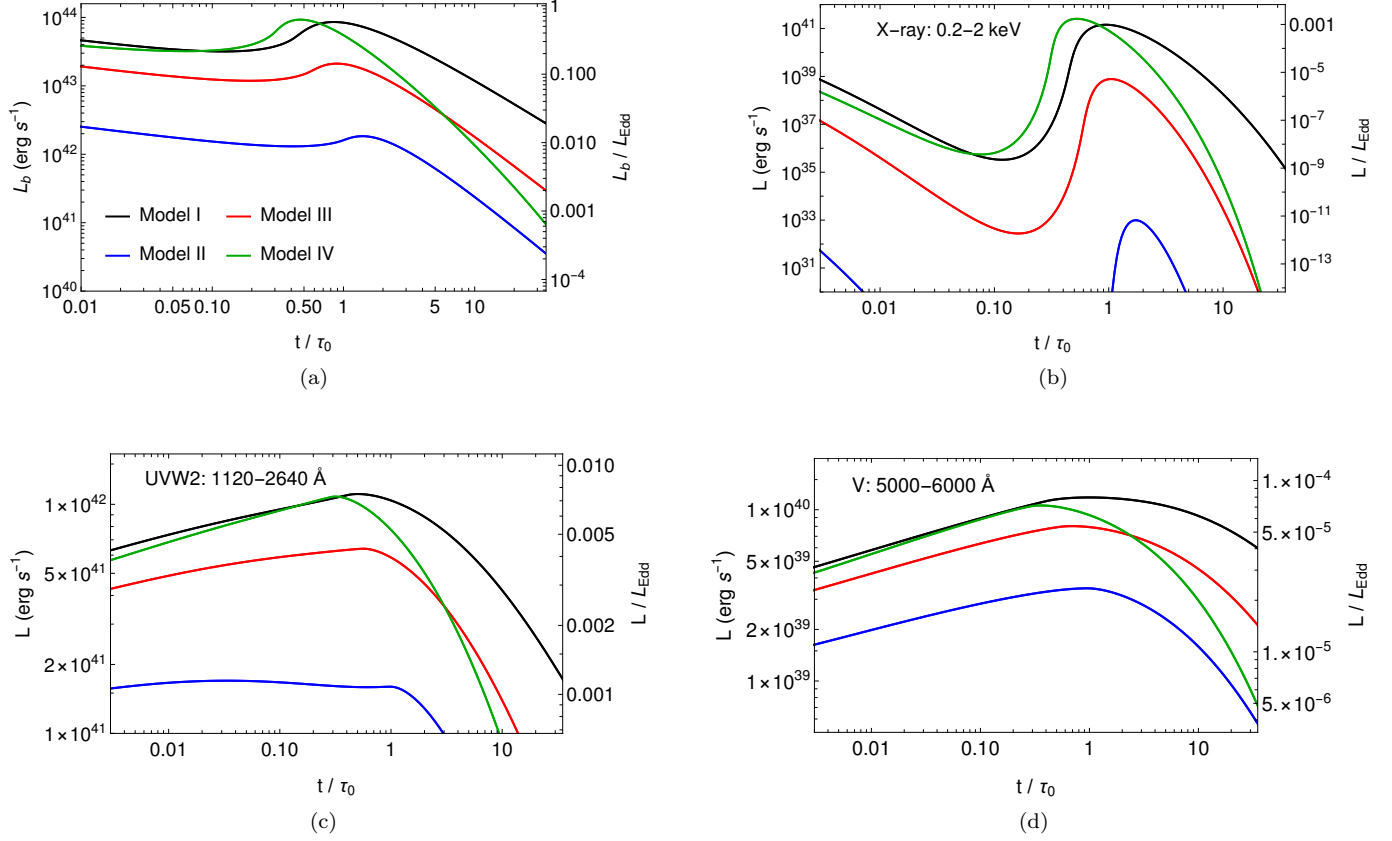 10^44
10^43
10^42
10^41
10^40
L_b (erg s^−1)
1
0.100
0.010
0.001
10^−4
L_b / L_Edd
Model I
Model III
Model II
Model IV
0.01 0.05 0.10 0.50 1 5 10
t / τ_0
(a)
X−ray: 0.2−2 keV
10^41
10^39
10^37
10^35
10^33
10^31
L (erg s^−1)
0.001
10^−5
10^−7
10^−9
10^−11
10^−13
L / L_Edd
0.01 0.10 1 10
t / τ_0
(b)
UVW2: 1120−2640 Å
1×10^42
5×10^41
2×10^41
1×10^41
L (erg s^−1)
0.010
0.005
0.002
0.001
L / L_Edd
0.01 0.10 1 10
t / τ_0
(c)
V: 5000−6000 Å
1×10^40
5×10^39
2×10^39
1×10^39
L (erg s^−1)
1.×10^−4
5.×10^−5
1.×10^−5
5.×10^−6
L / L_Edd
0.01 0.10 1 10
t / τ_0
(d)